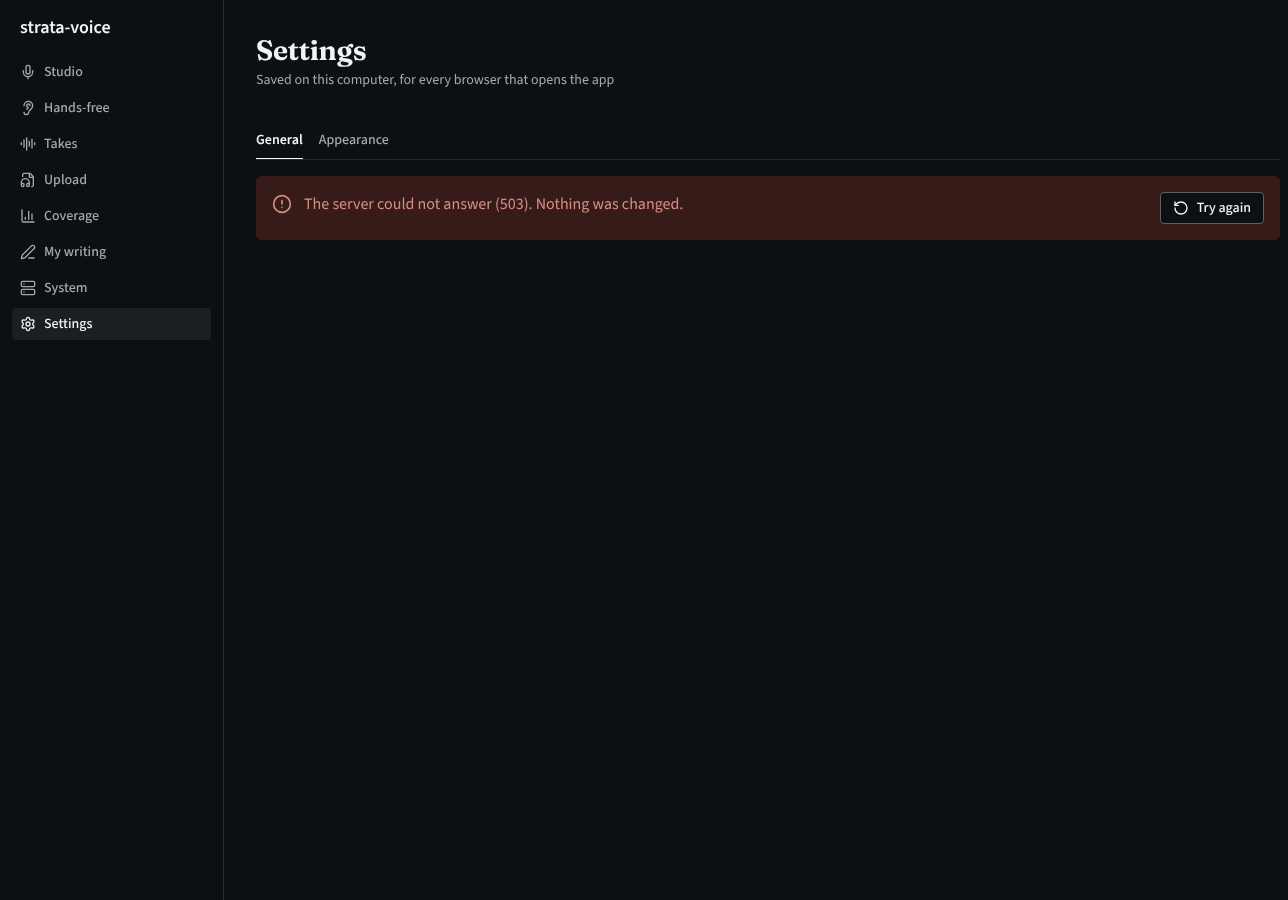 strata-voice
Studio
Hands-free
Takes
Upload
Coverage
My writing
System
Settings
Settings
Saved on this computer, for every browser that opens the app
General Appearance
The server could not answer (503). Nothing was changed.
Try again